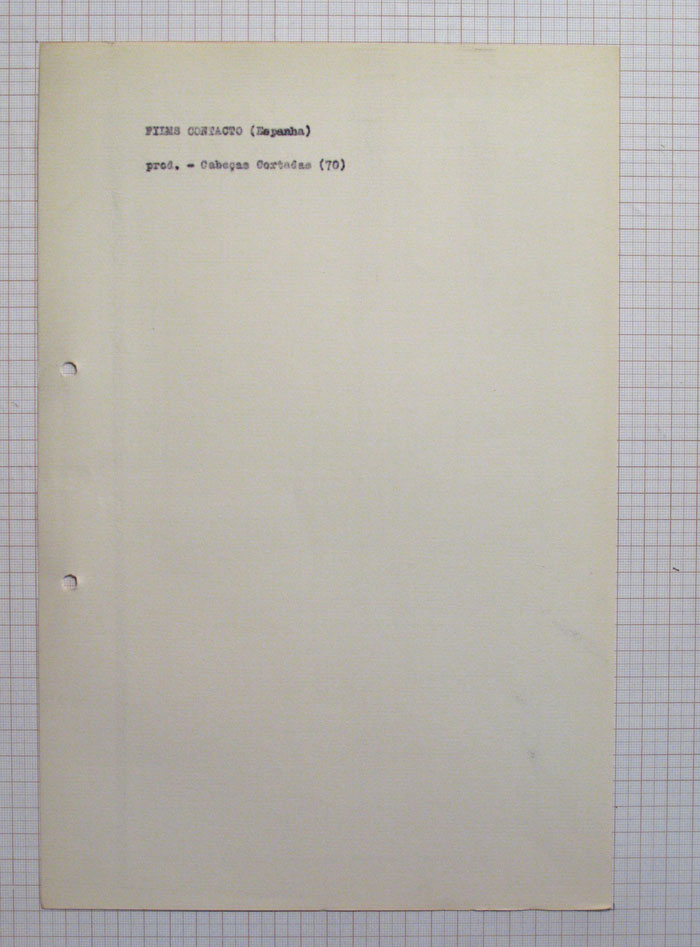 FILMS CONTACTO (Espanha)
prod. - Cabeças Cortadas (70)